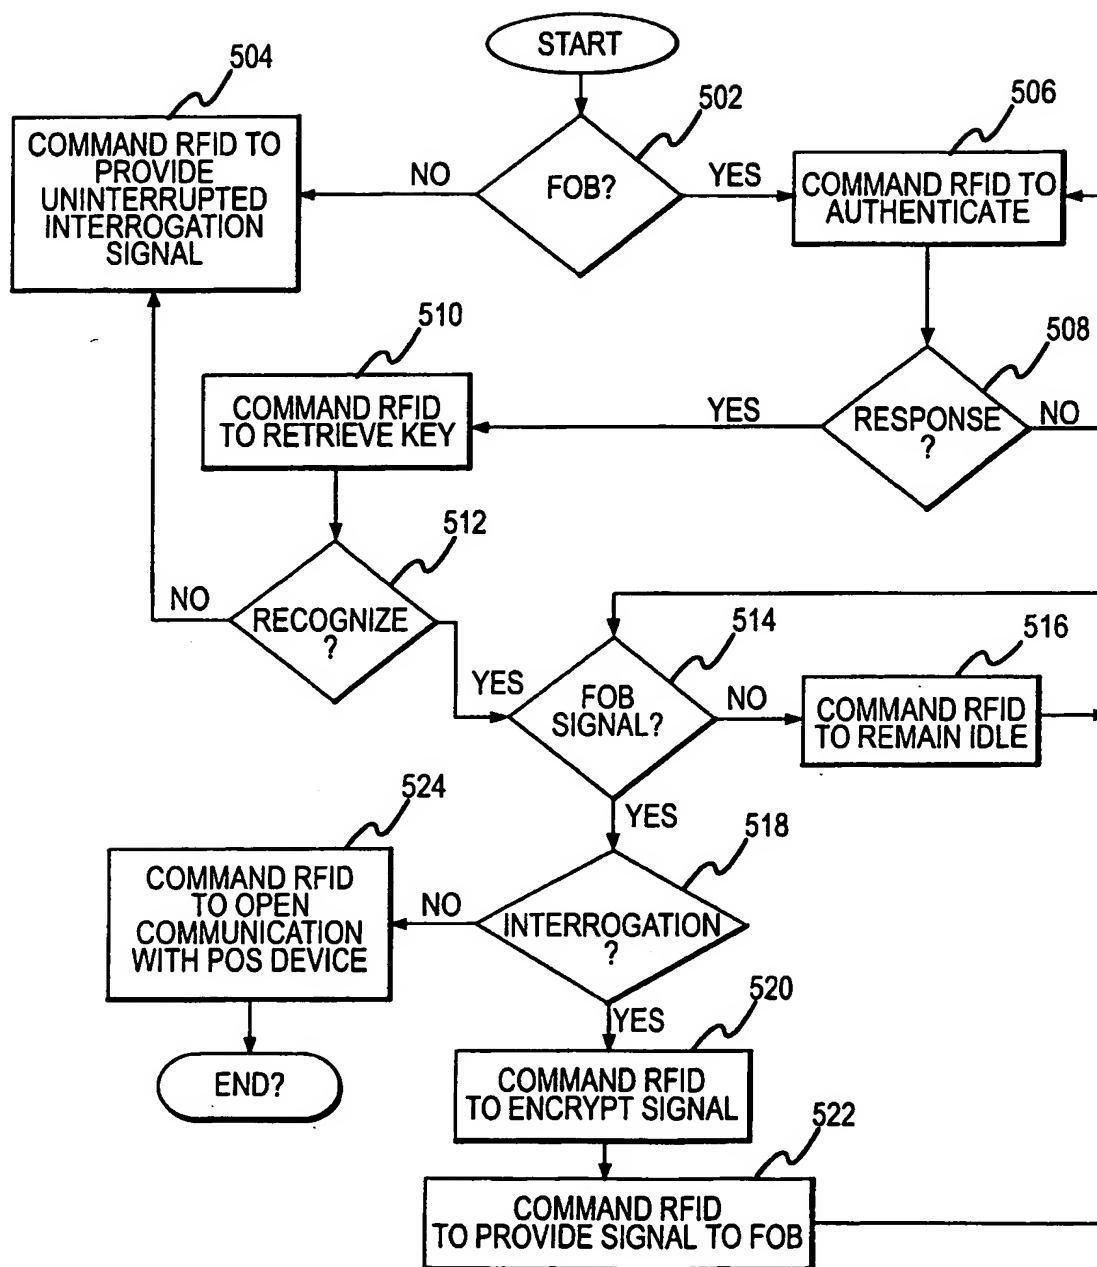 START
504
502
506
COMMAND RFID TO
PROVIDE
UNINTERRUPTED
INTERROGATION
SIGNAL
NO
FOB?
YES
COMMAND RFID TO
AUTHENTICATE
510
508
COMMAND RFID
TO RETRIEVE KEY
YES
RESPONSE
?
NO
512
NO
RECOGNIZE
?
YES
514
516
FOB
SIGNAL?
NO
COMMAND RFID
TO REMAIN IDLE
524
YES
518
COMMAND RFID
TO OPEN
COMMUNICATION
WITH POS DEVICE
NO
INTERROGATION
?
YES
520
END?
COMMAND RFID
TO ENCRYPT SIGNAL
522
COMMAND RFID
TO PROVIDE SIGNAL TO FOB